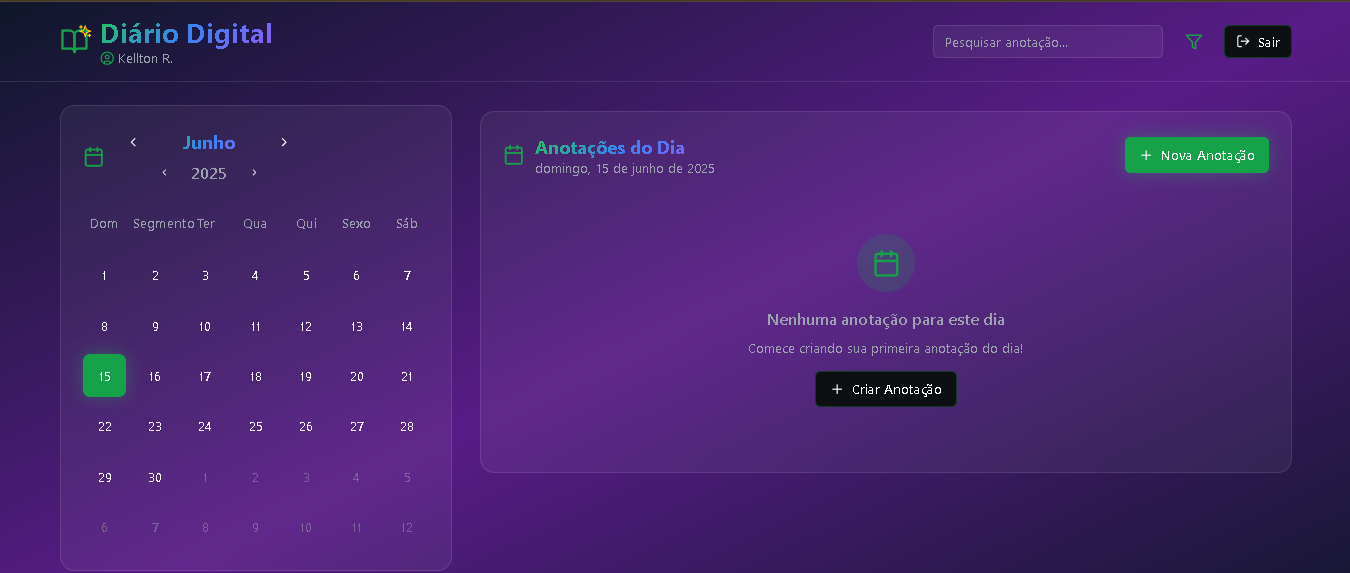 Diário Digital
Kellton R.
Pesquisar anotação...
Sair
Junho
2025
Dom Segmento Ter Qua Qui Sexo Sáb
1 2 3 4 5 6 7
8 9 10 11 12 13 14
15 16 17 18 19 20 21
22 23 24 25 26 27 28
29 30 1 2 3 4 5
6 7 8 9 10 11 12
Anotações do Dia
domingo, 15 de junho de 2025
+ Nova Anotação
Nenhuma anotação para este dia
Comece criando sua primeira anotação do dia!
+ Criar Anotação